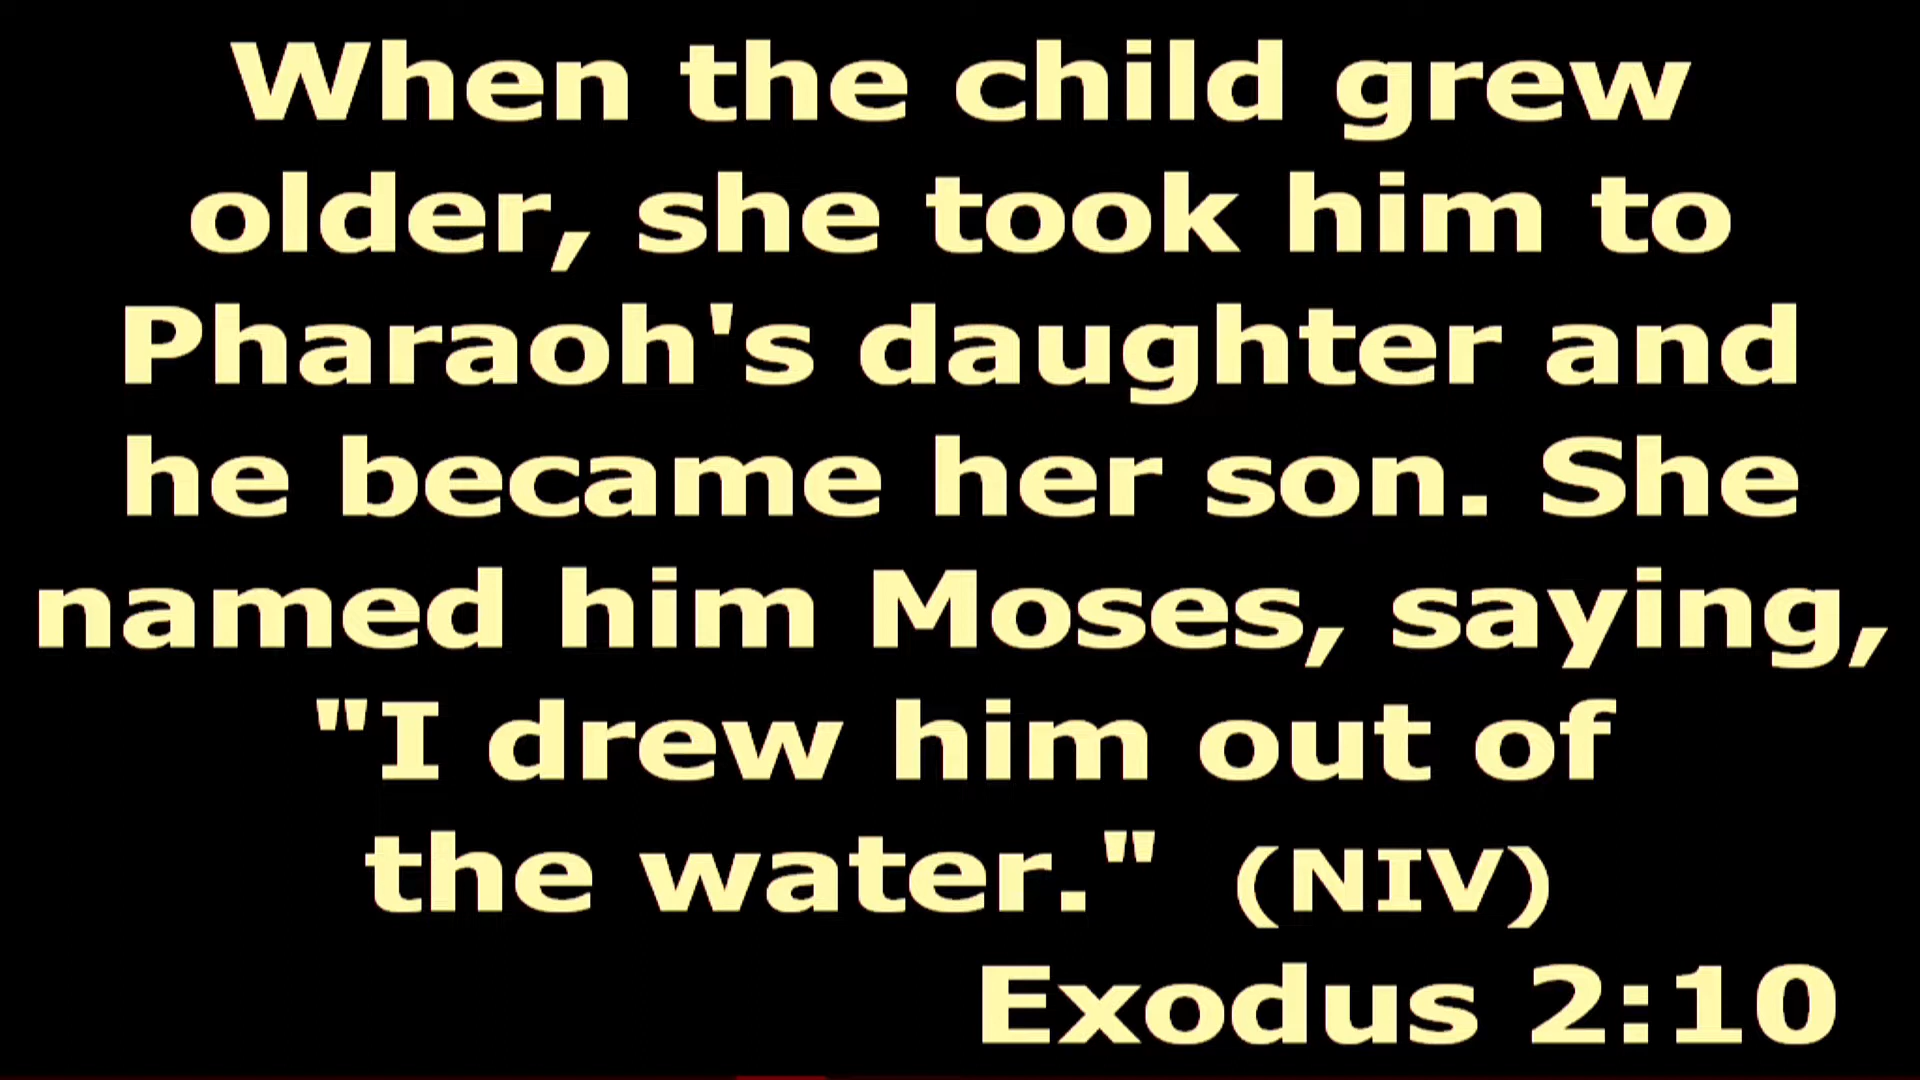 When the child grew
older, she took him to
Pharaoh's daughter and
he became her son. She
named him Moses, saying,
"I drew him out of
the water." (NIV)
Exodus 2:10